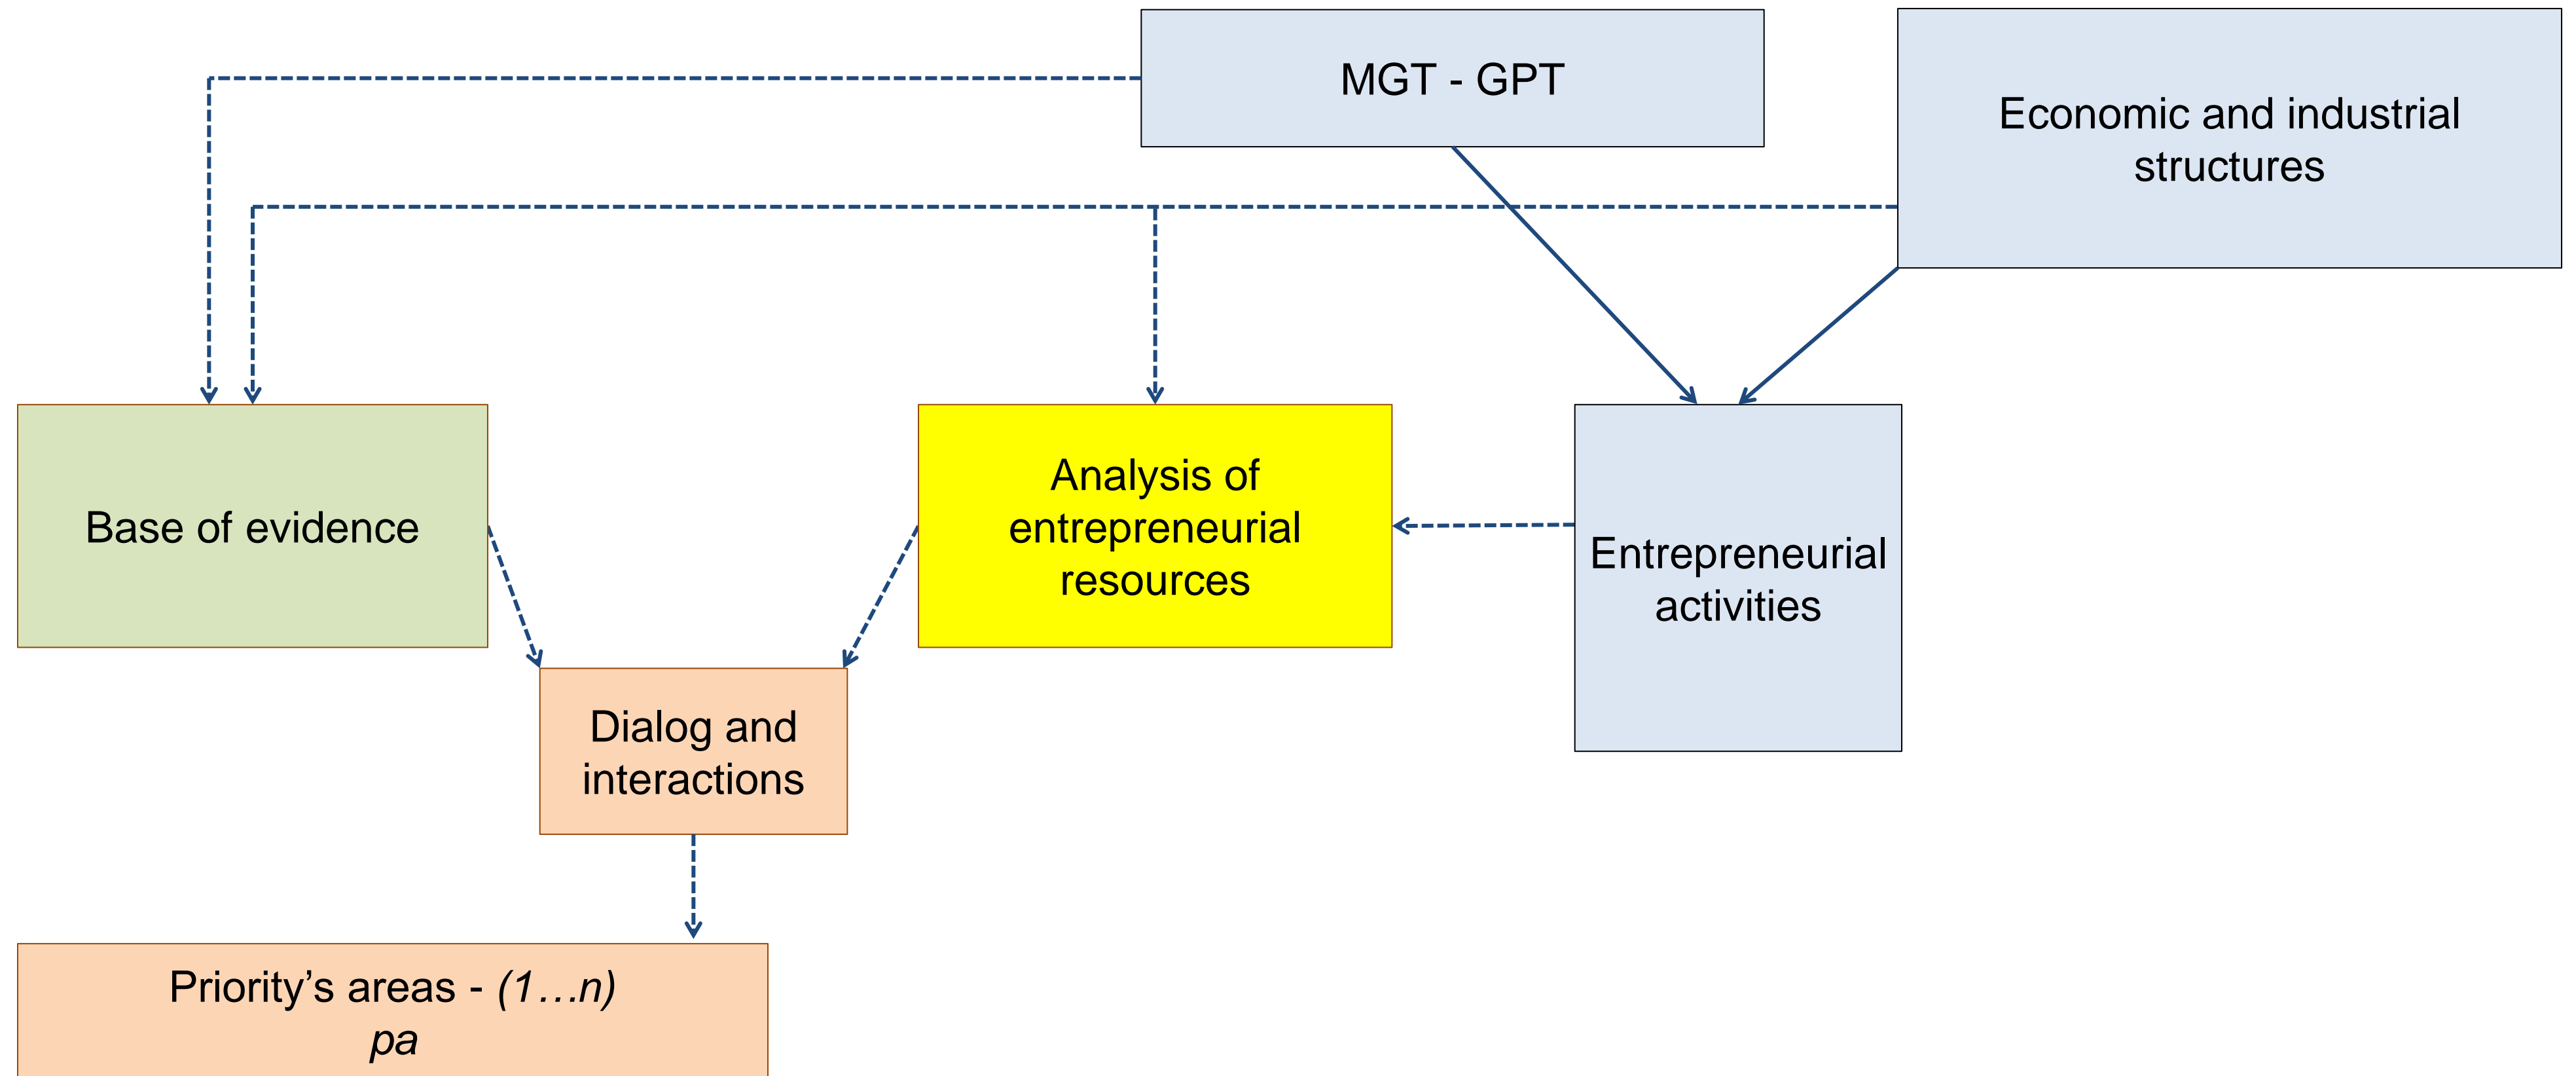 MGT - GPT
Economic and industrial
structures
Base of evidence
Analysis of
entrepreneurial
resources
Entrepreneurial
activities
Dialog and
interactions
Priority’s areas - (1…n)
pa